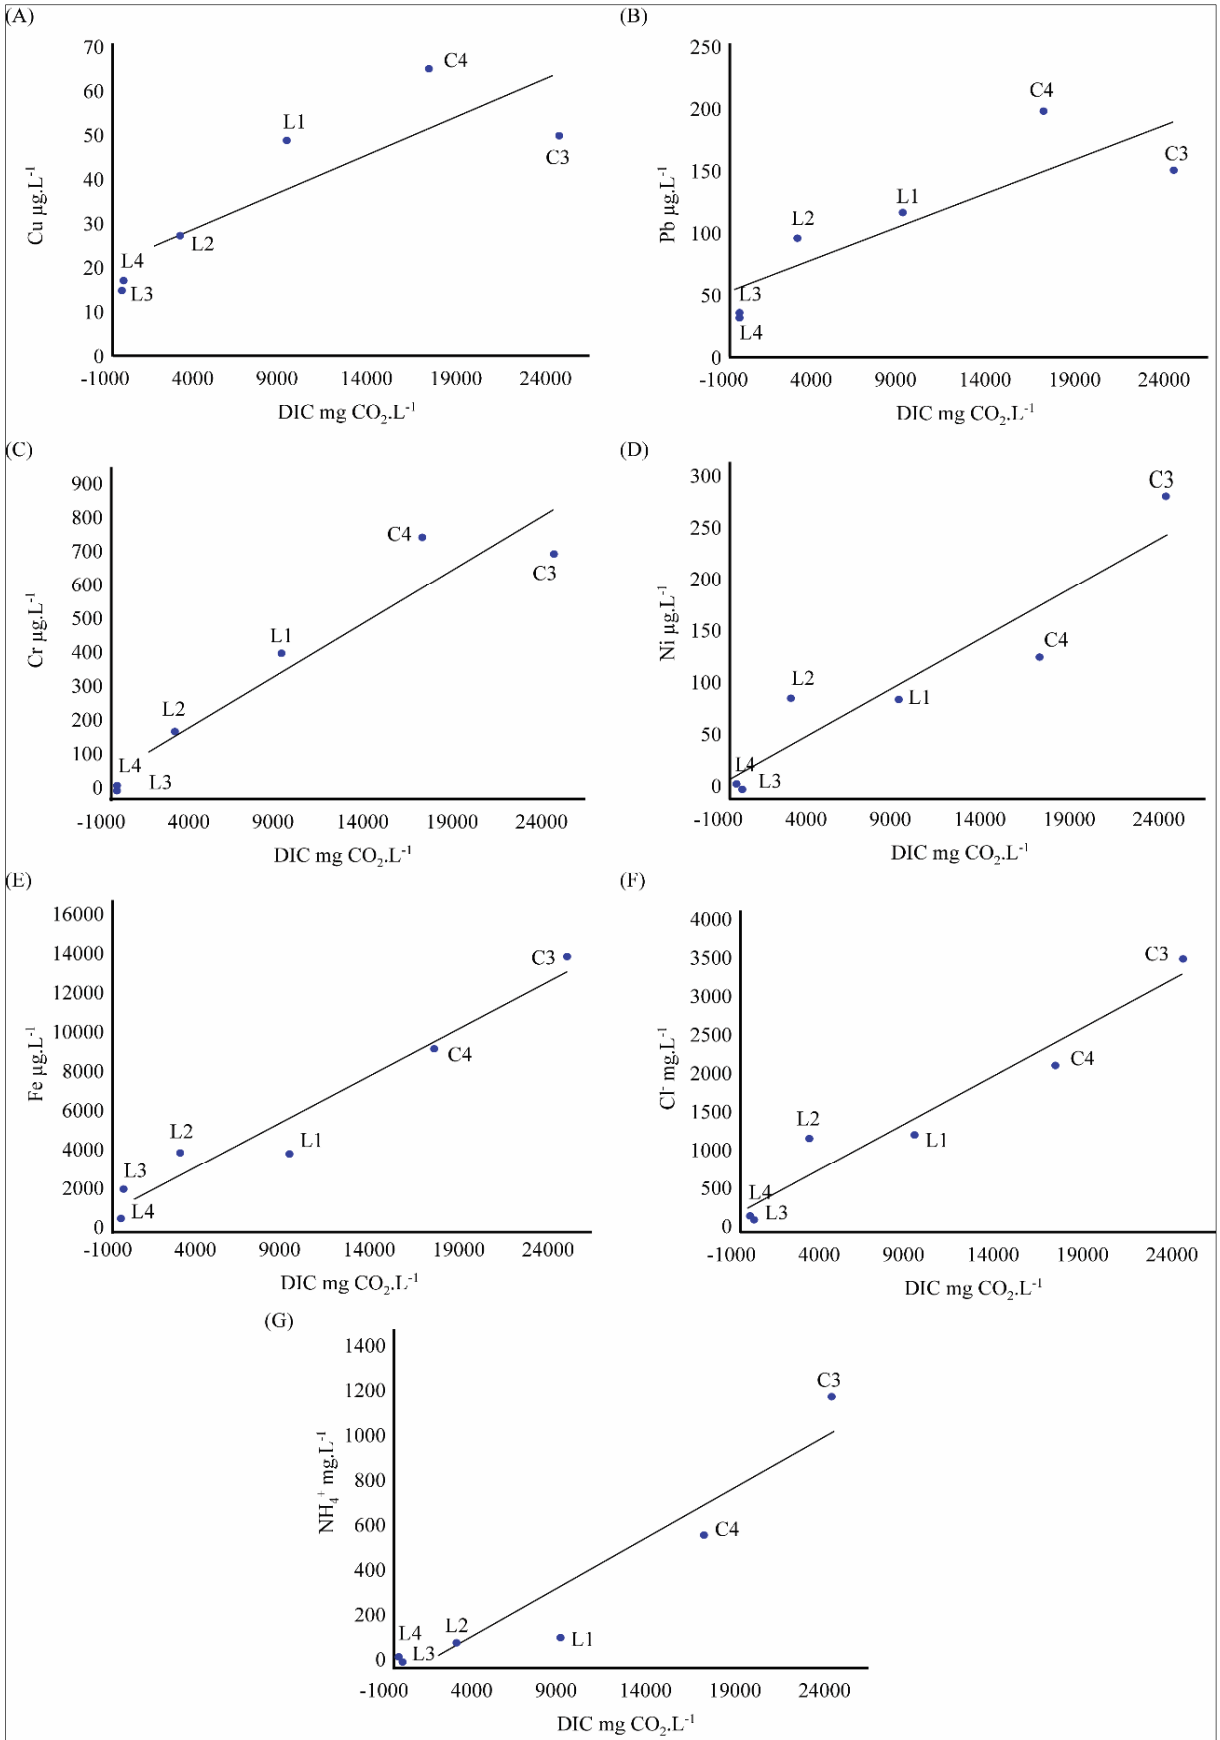 (A)
70
60
50
40
30
20
10
0
Cu µg.L-1
C4
L1
C3
L2
L4
L3
-1000 4000 9000 14000 19000 24000
DIC mg CO2.L-1
(B)
250
200
150
100
50
0
Pb µg.L-1
C4
C3
L1
L2
L3
L4
-1000 4000 9000 14000 19000 24000
DIC mg CO2.L-1
(C)
900
800
700
600
500
400
300
200
100
0
Cr µg.L-1
C4
C3
L1
L2
L4
L3
-1000 4000 9000 14000 19000 24000
DIC mg CO2.L-1
(D)
300
250
200
150
100
50
0
Ni µg.L-1
C3
C4
L2
L1
L4
L3
-1000 4000 9000 14000 19000 24000
DIC mg CO2.L-1
(E)
16000
14000
12000
10000
8000
6000
4000
2000
0
Fe µg.L-1
C3
C4
L2
L1
L3
L4
-1000 4000 9000 14000 19000 24000
DIC mg CO2.L-1
(F)
4000
3500
3000
2500
2000
1500
1000
500
0
Cl- mg.L-1
C3
C4
L2
L1
L4
L3
-1000 4000 9000 14000 19000 24000
DIC mg CO2.L-1
(G)
1400
1200
1000
800
600
400
200
0
NH4+ mg.L-1
C3
C4
L2
L1
L4
L3
-1000 4000 9000 14000 19000 24000
DIC mg CO2.L-1